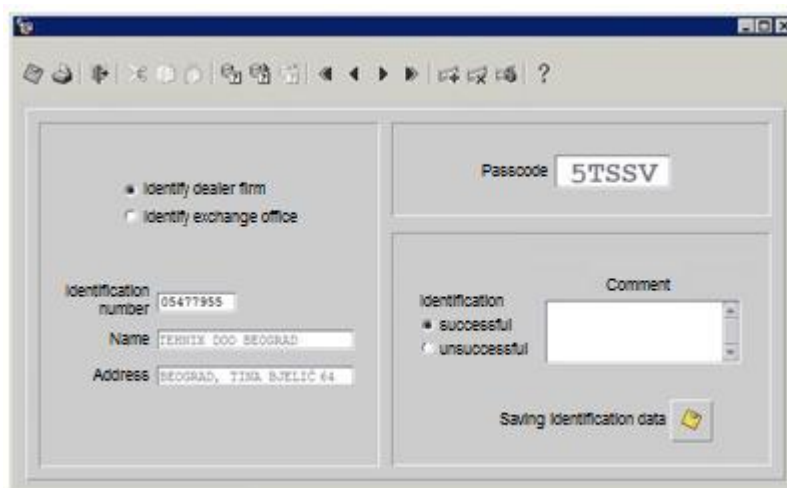 ?
Identify dealer firm
Identify exchange office
Identification
number 05477955
Name TEHNIX DOO BEOGRAD
Address BEOGRAD, TINA BJELIĆ 64
Passcode 5TSSV
Comment
Identification
successful
unsuccessful
Saving identification data